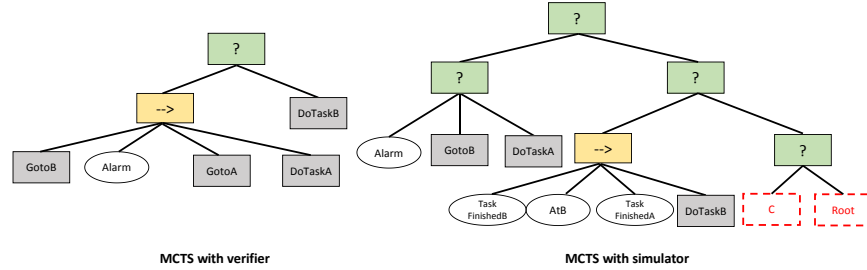 ?
-->
DoTaskB
GotoB
Alarm
GotoA
DoTaskA
MCTS with verifier
?
?
?
Alarm
GotoB
DoTaskA
-->
?
Task
FinishedB
AtB
Task
FinishedA
DoTaskB
C
Root
MCTS with simulator